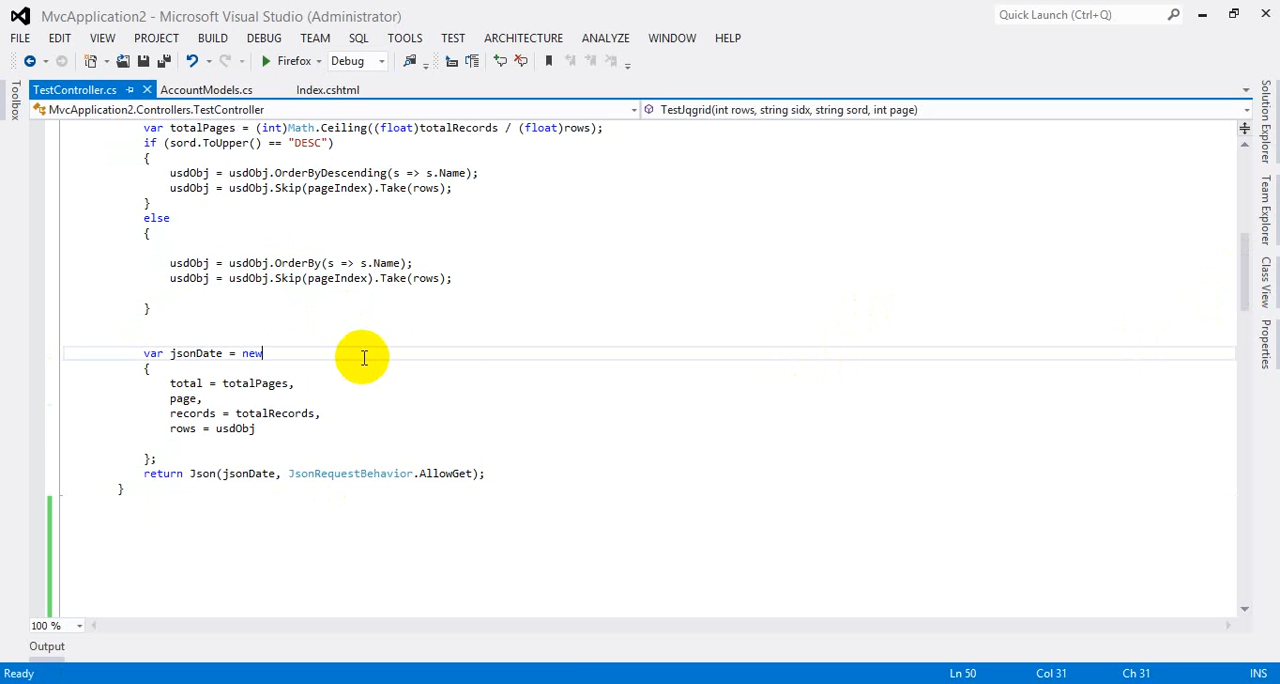 MvcApplication2 - Microsoft Visual Studio (Administrator)
Quick Launch (Ctrl+Q)
FILE EDIT VIEW PROJECT BUILD DEBUG TEAM SQL TOOLS TEST ARCHITECTURE ANALYZE WINDOW HELP
Firefox Debug
TestController.cs AccountModels.cs Index.cshtml
MvcApplication2.Controllers.TestController TestJqgrid(int rows, string sidx, string sord, int page)
var totalPages = (int)Math.Ceiling((float)totalRecords / (float)rows);
if (sord.ToUpper() == "DESC")
{
usdObj = usdObj.OrderByDescending(s => s.Name);
usdObj = usdObj.Skip(pageIndex).Take(rows);
}
else
{
usdObj = usdObj.OrderBy(s => s.Name);
usdObj = usdObj.Skip(pageIndex).Take(rows);
}
var jsonDate = new
{
total = totalPages,
page,
records = totalRecords,
rows = usdObj
};
return Json(jsonDate, JsonRequestBehavior.AllowGet);
}
100 %
Output
Ready Ln 50 Col 31 Ch 31 INS
Toolbox
Solution Explorer
Team Explorer
Class View
Properties